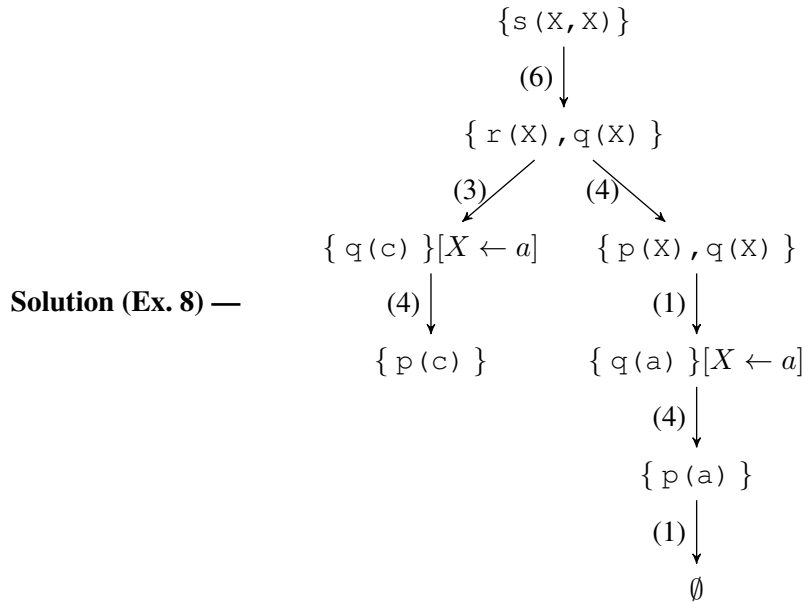 {s(X,X)}
(6)
{ r(X),q(X) }
(3) (4)
{ q(c) }[X ← a] { p(X),q(X) }
Solution (Ex. 8) — (4) (1)
{ p(c) } { q(a) }[X ← a]
(4)
{ p(a) }
(1)
∅